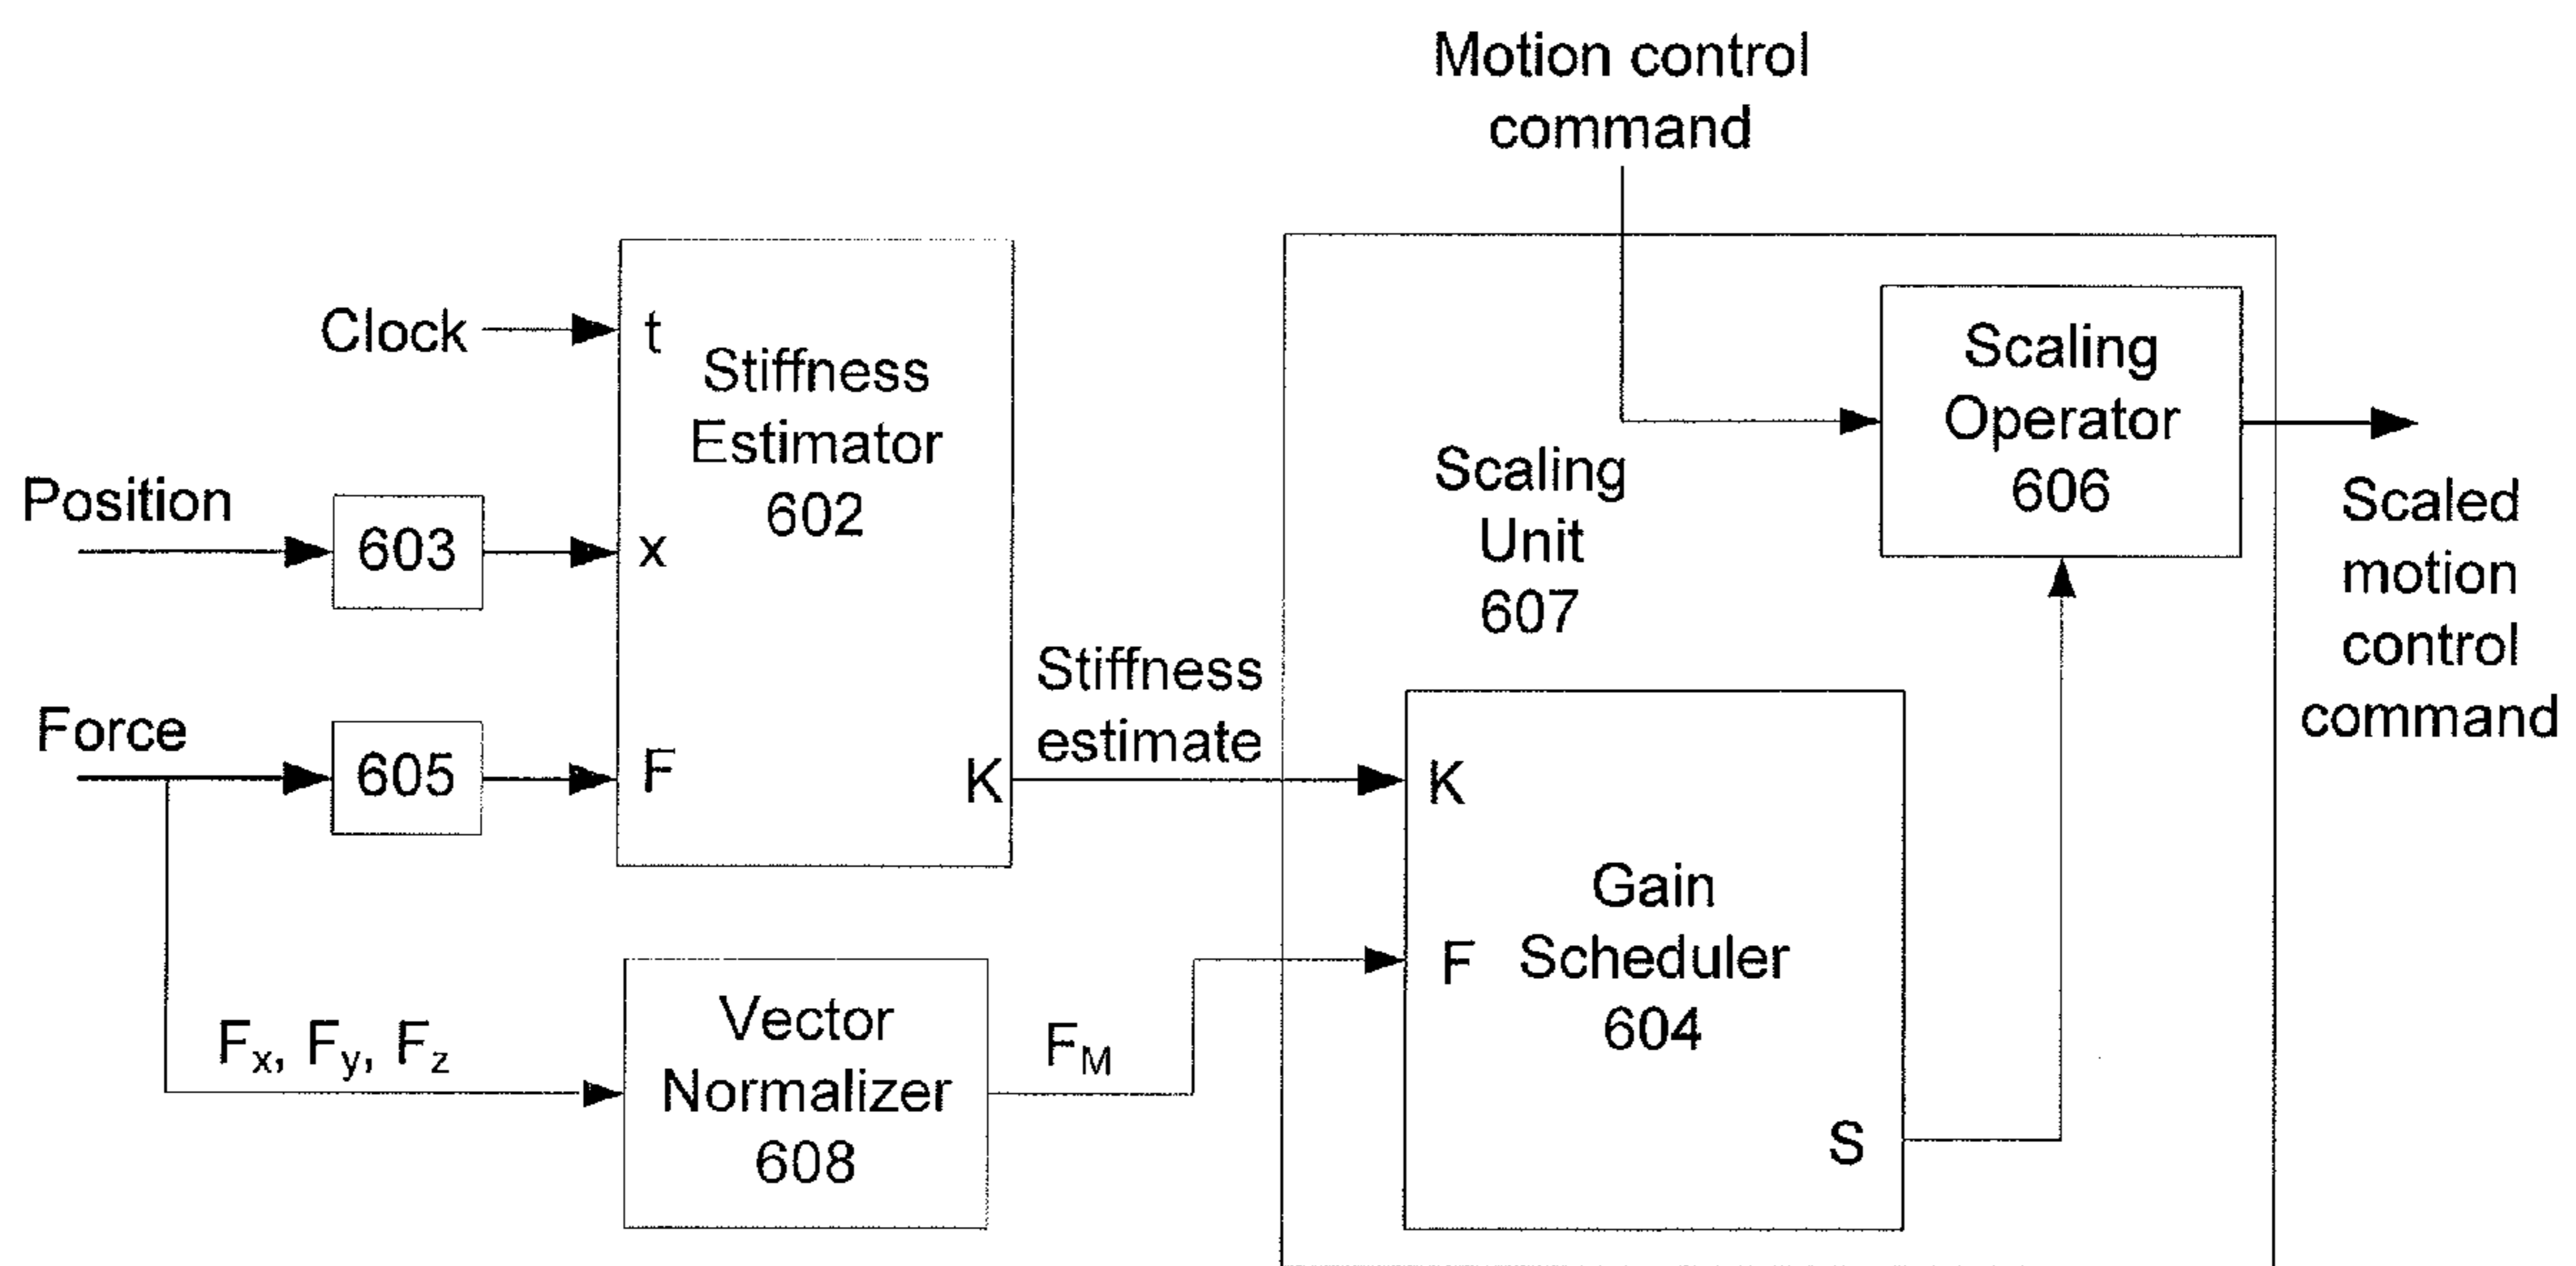 Motion control
command
Clock
t
Stiffness
Estimator
602
Position
603
x
Force
605
F
K
Stiffness
estimate
Fx, Fy, Fz
Vector
Normalizer
608
FM
Scaling
Unit
607
Scaling
Operator
606
Scaled
motion
control
command
K
F
Gain
Scheduler
604
S